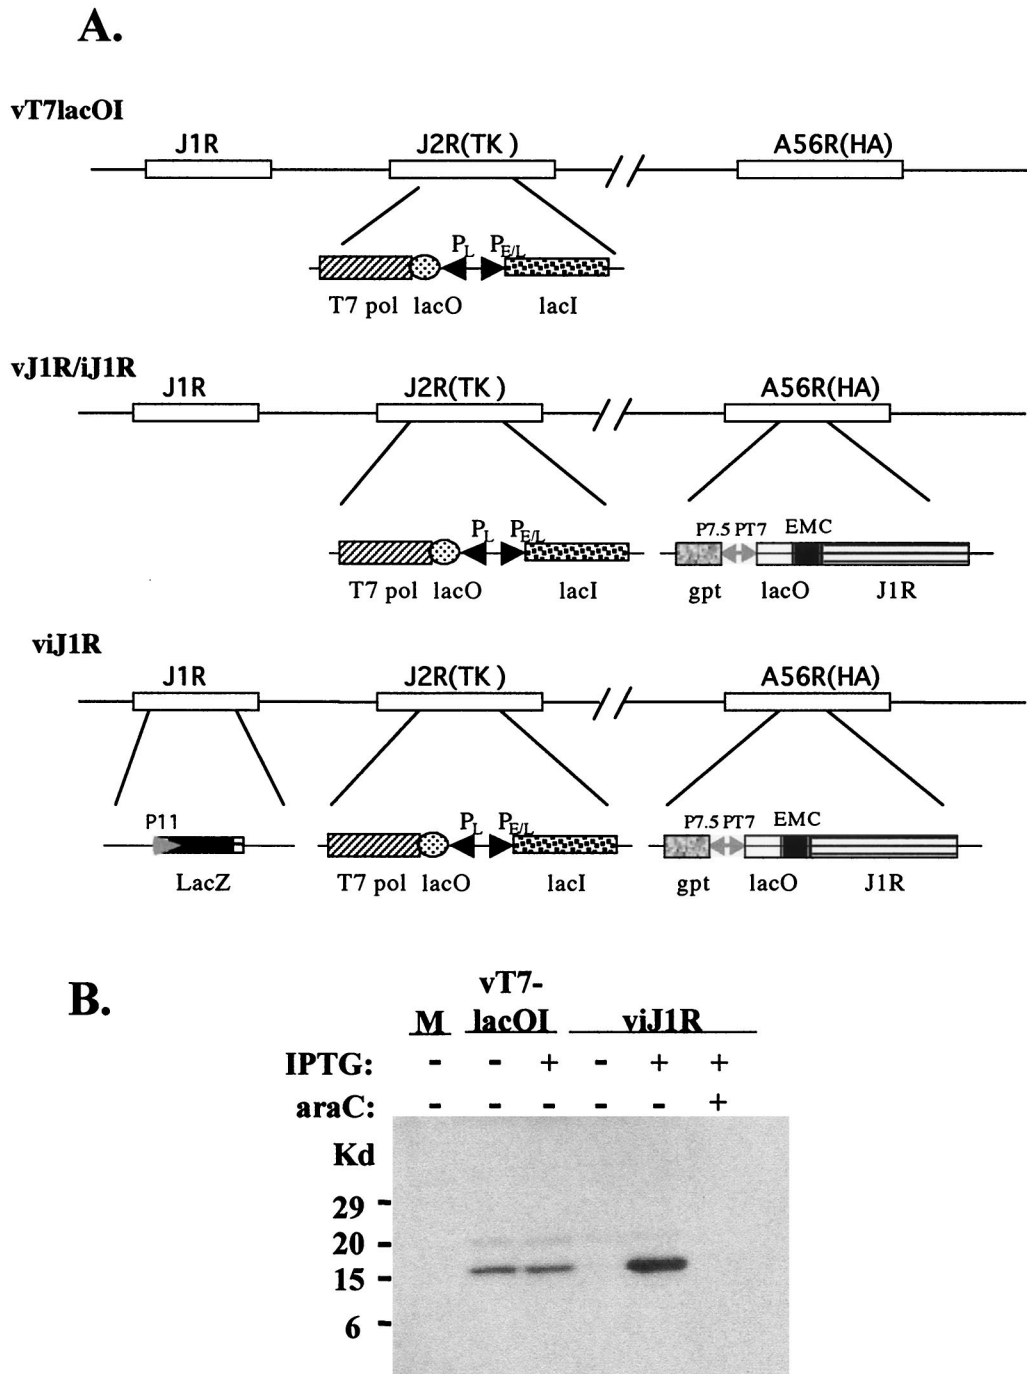 A.
vT7lacOI
J1R J2R(TK) A56R(HA)
PL PE/L
T7 pol lacO lacI
vJ1R/iJ1R
J1R J2R(TK) A56R(HA)
PL PE/L P7.5 PT7 EMC
T7 pol lacO lacI gpt lacO J1R
viJ1R
J1R J2R(TK) A56R(HA)
P11 PL PE/L P7.5 PT7 EMC
LacZ T7 pol lacO lacI gpt lacO J1R
B.
vT7-
M lacOI viJ1R
IPTG: - - + - + +
araC: - - - - - +
Kd
29 -
20 -
15 -
6 -